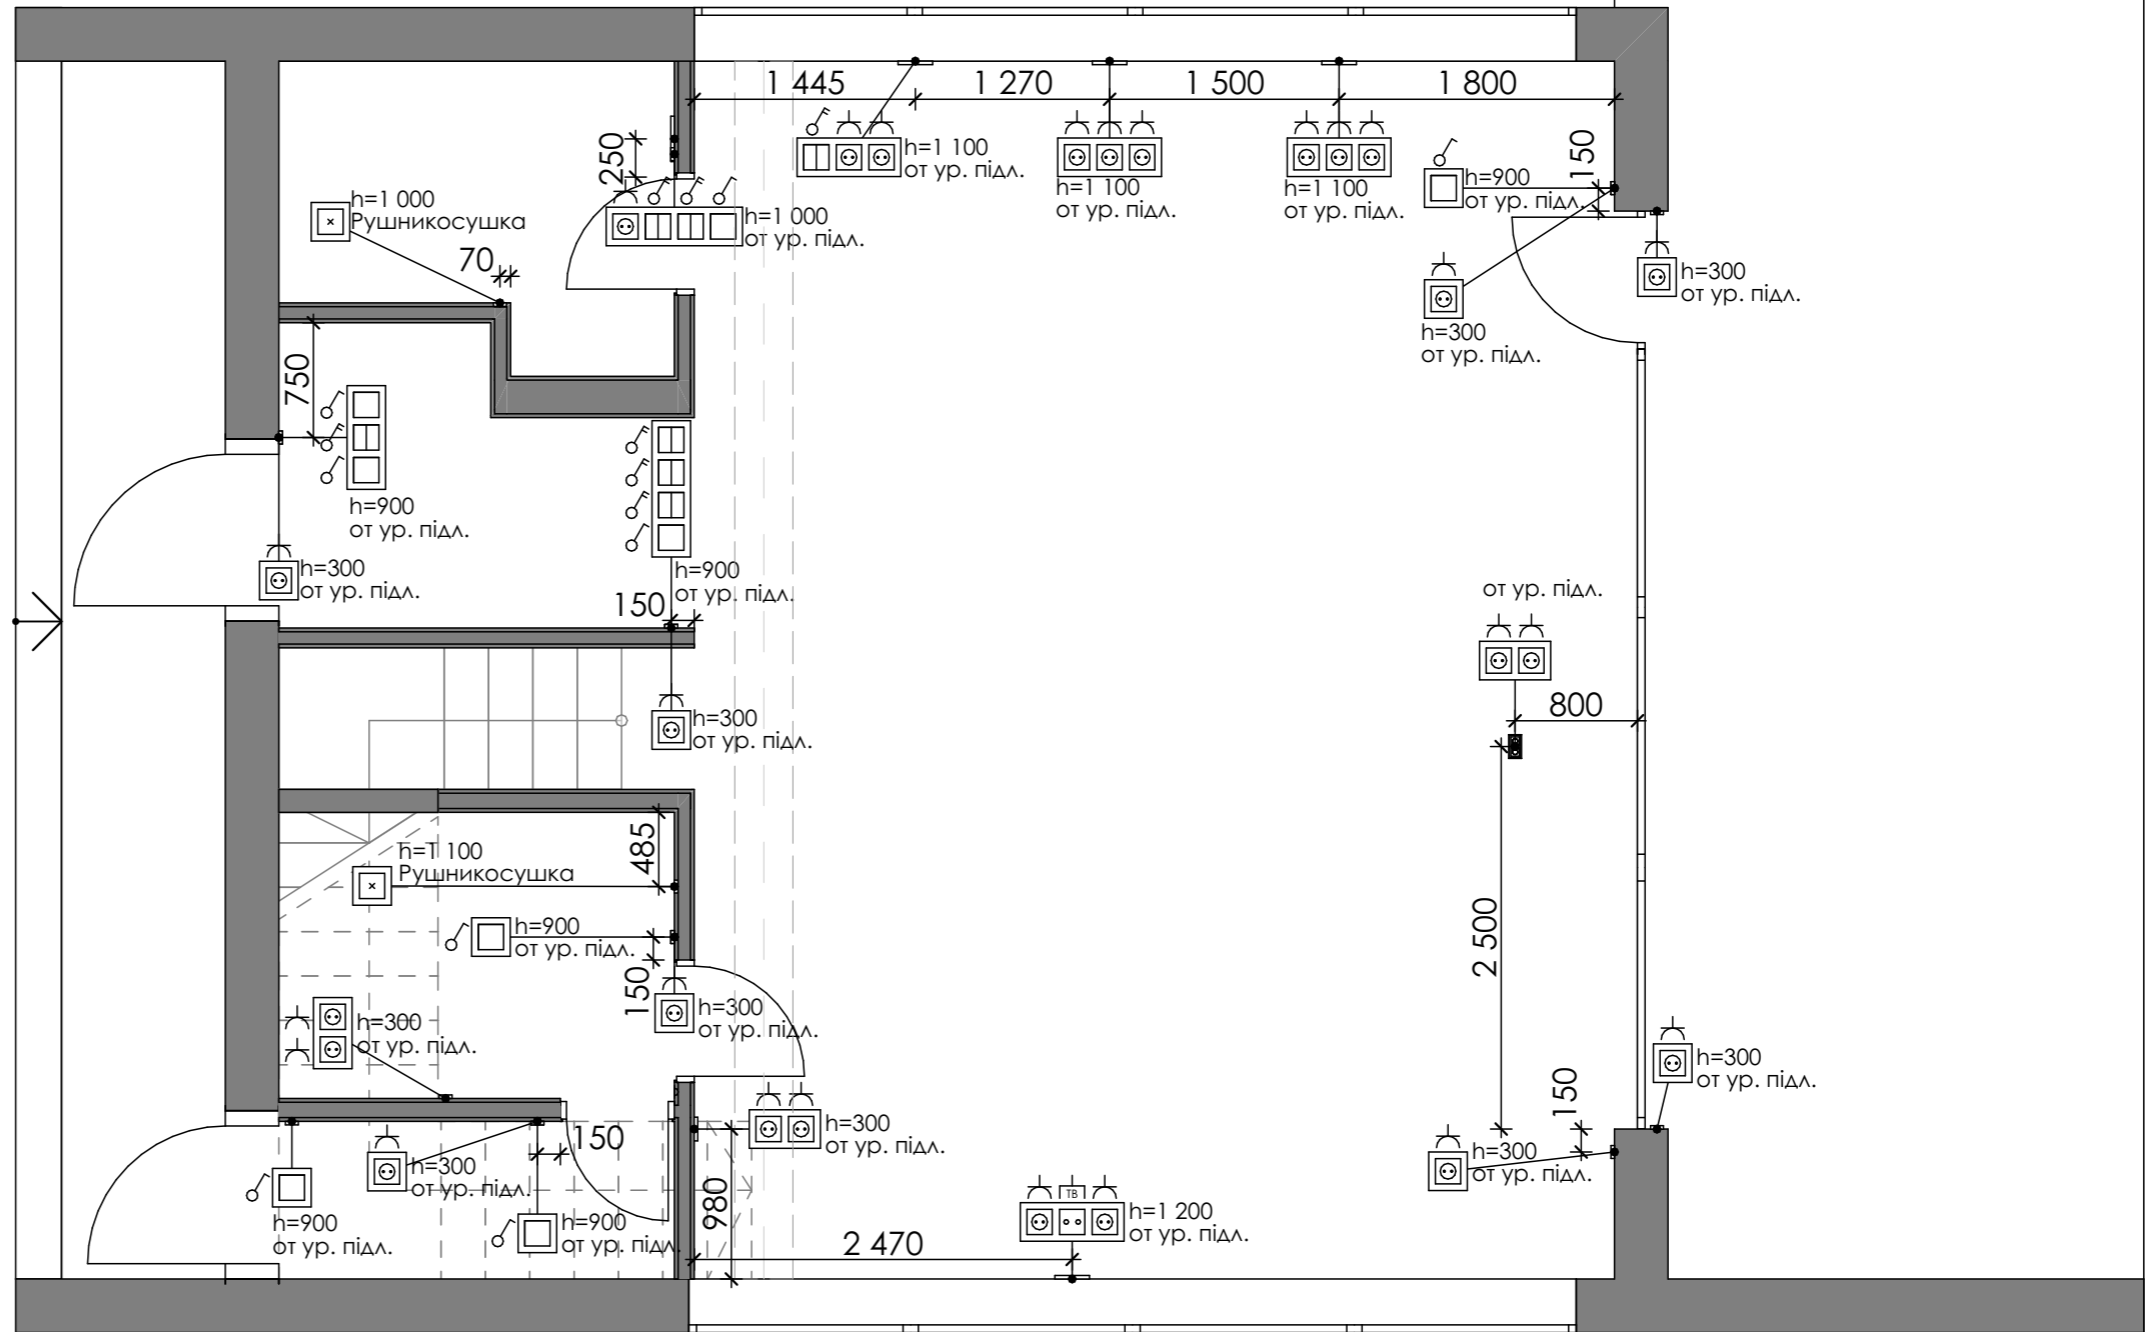 1 445
1 270
1 500
1 800
250
150
h=1 100
от ур. підл.
h=1 100
от ур. підл.
h=1 100
от ур. підл.
h=900
от ур. підл.
h=1 000
Рушникосушка
h=1 000
от ур. підл.
70
h=300
от ур. підл.
h=300
от ур. підл.
750
h=900
от ур. підл.
h=300
от ур. підл.
h=900
от ур. підл.
150
от ур. підл.
h=300
от ур. підл.
800
485
h=1 100
Рушникосушка
h=900
от ур. підл.
2 500
150
h=300
от ур. підл.
h=300
от ур. підл.
h=300
от ур. підл.
150
h=300
от ур. підл.
150
h=300
от ур. підл.
h=300
от ур. підл.
980
ТВ
h=1 200
от ур. підл.
h=900
от ур. підл.
h=900
от ур. підл.
2 470